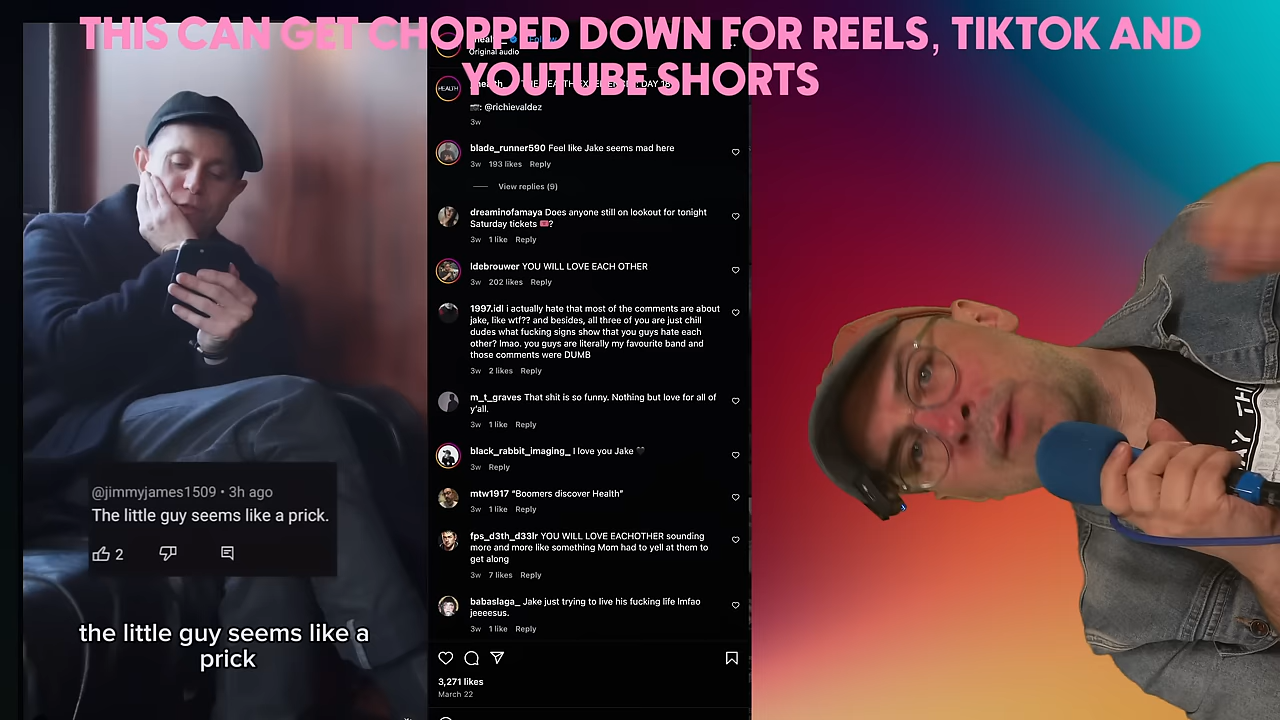 THIS CAN GET CHOPPED DOWN FOR REELS, TIKTOK AND
YOUTUBE SHORTS
Original audio
HEALTH
DAY 18
: @richievaldez
3w
blade_runner590 Feel like Jake seems mad here
3w 193 likes Reply
View replies (9)
dreaminofamaya Does anyone still on lookout for tonight
Saturday tickets 🎟️?
3w 1 like Reply
ldebrouwer YOU WILL LOVE EACH OTHER
3w 202 likes Reply
1997.idl i actually hate that most of the comments are about
jake, like wtf?? and besides, all three of you are just chill
dudes what fucking signs show that you guys hate each
other? lmao. you guys are literally my favourite band and
those comments were DUMB
3w 2 likes Reply
m_t_graves That shit is so funny. Nothing but love for all of
y'all.
3w 1 like Reply
black_rabbit_imaging_ I love you Jake 🖤
3w Reply
mtw1917 “Boomers discover Health”
3w 1 like Reply
fps_d3th_d33lr YOU WILL LOVE EACHOTHER sounding
more and more like something Mom had to yell at them to
get along
3w 7 likes Reply
babaslaga_ Jake just trying to live his fucking life lmfao
jeeeesus.
3w 1 like Reply
3,271 likes
March 22
@jimmyjames1509 • 3h ago
The little guy seems like a prick.
2
the little guy seems like a
prick